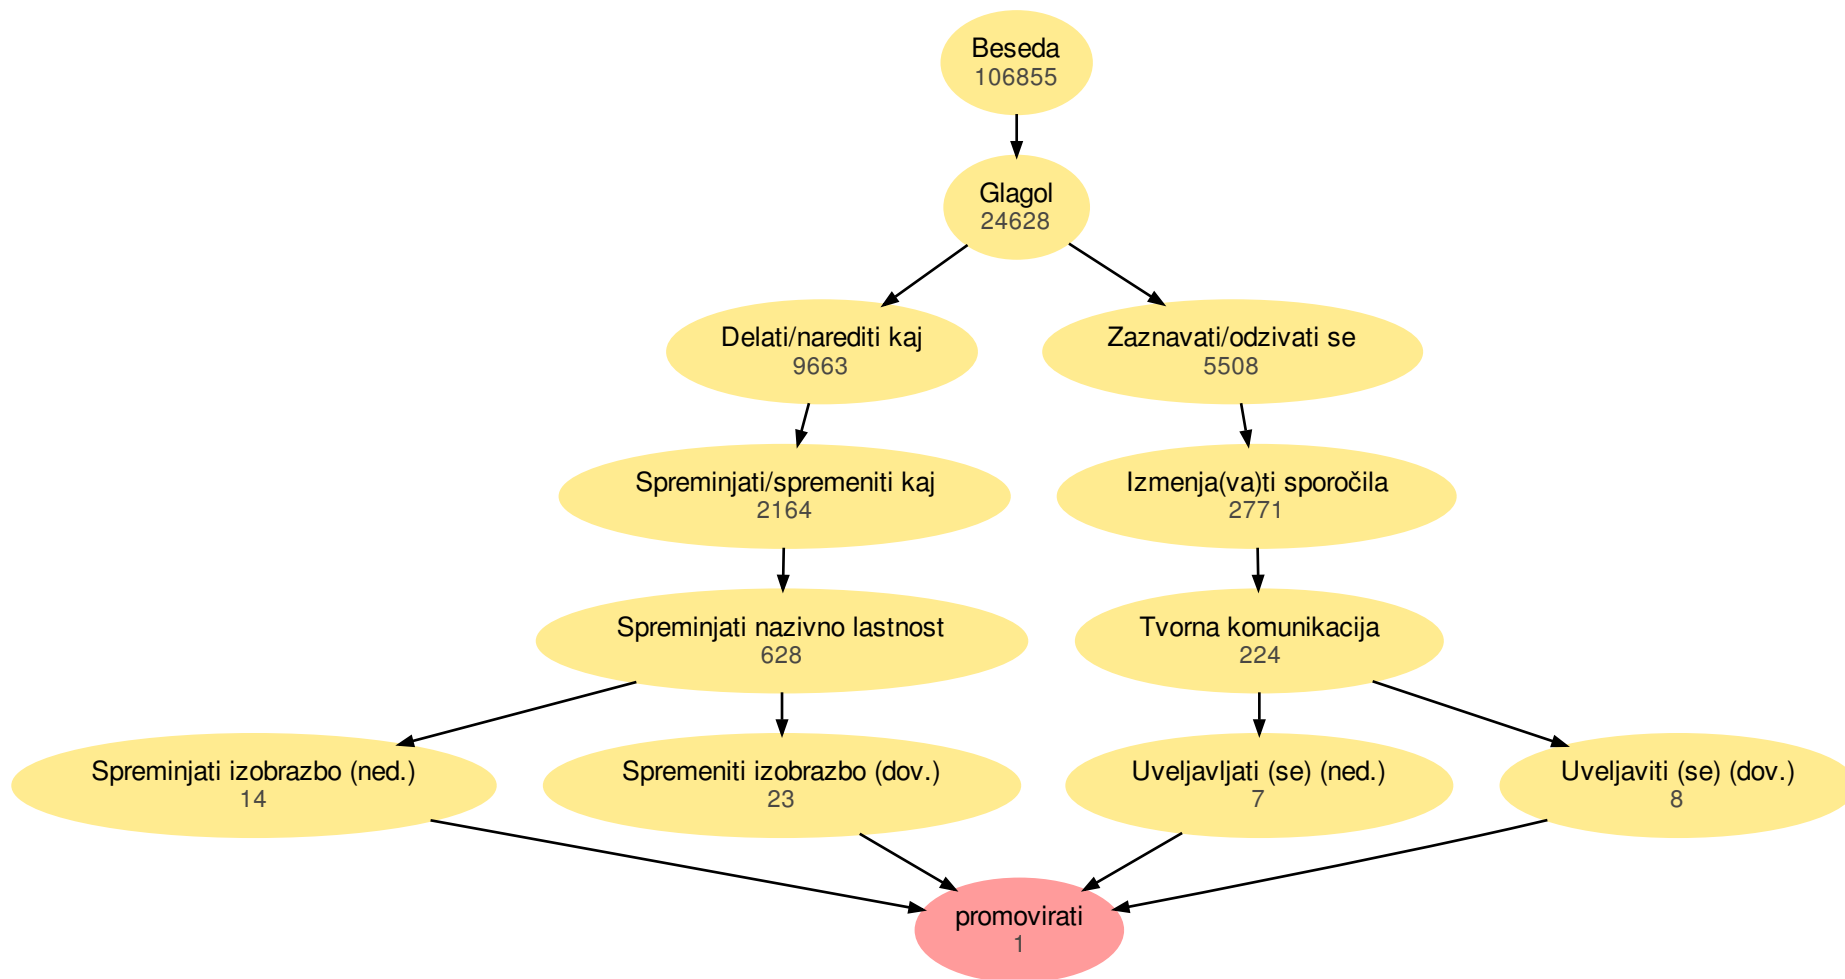 Beseda
106855
Glagol
24628
Delati/narediti kaj
9663
Zaznavati/odzivati se
5508
Spreminjati/spremeniti kaj
2164
Izmenja(va)ti sporočila
2771
Spreminjati nazivno lastnost
628
Tvorna komunikacija
224
Spreminjati izobrazbo (ned.)
14
Spremeniti izobrazbo (dov.)
23
Uveljavljati (se) (ned.)
7
Uveljaviti (se) (dov.)
8
promovirati
1